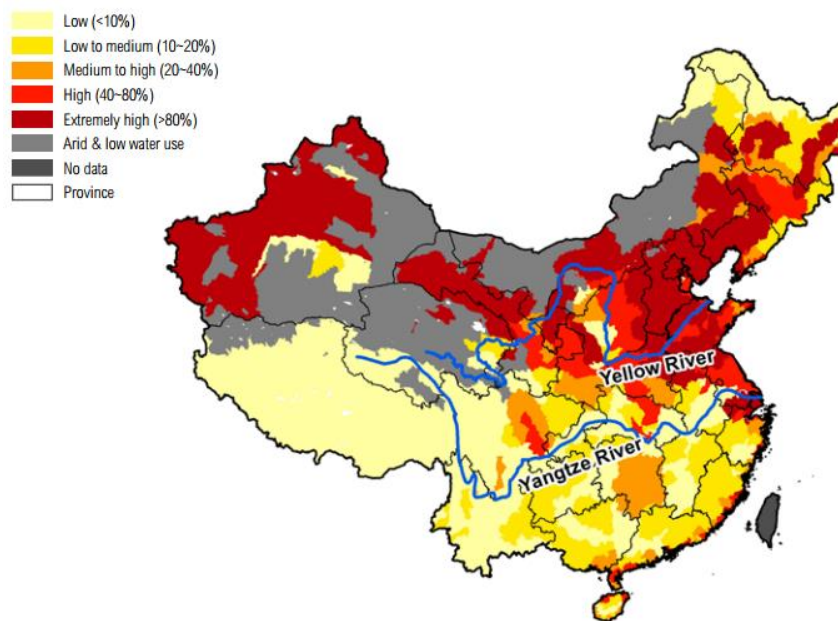 Low (<10%)
Low to medium (10~20%)
Medium to high (20~40%)
High (40~80%)
Extremely high (>80%)
Arid & low water use
No data
Province
Yellow River
Yangtze River